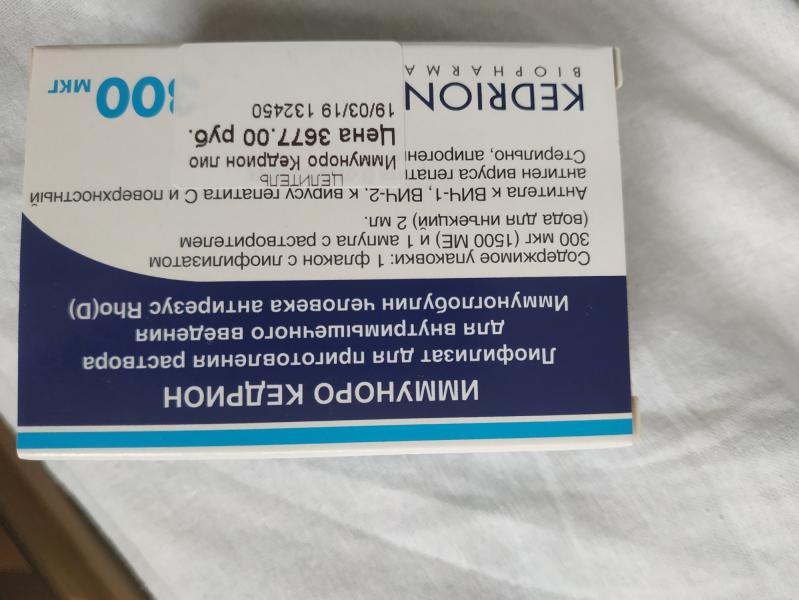 ИММУНОРО КЕДРИОН
Лиофилизат для приготовления раствора
для внутримышечного введения
Иммуноглобулин человека антирезус Rho(D)
Содержимое упаковки: 1 флакон с лиофилизатом
300 мкг (1500 МЕ) и 1 ампула с растворителем
(вода для инъекций) 2 мл.
Антитела к ВИЧ-1, ВИЧ-2, к вирусу гепатита С и поверхностный
антиген вируса
Стерильно,
ЦЕЛИТЕЛЬ
Иммуноро Кедрион лио
Цена 3677.00 руб.
19/03/19 132450
KEDRION
BIOPHARMA
300 мкг